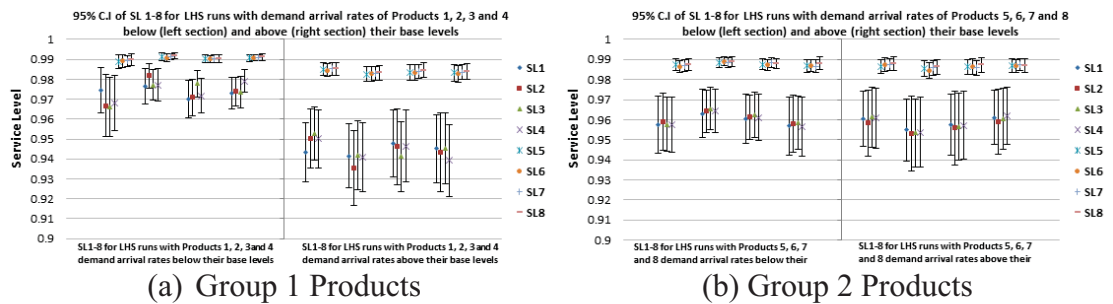 95% C.I of SL 1-8 for LHS runs with demand arrival rates of Products 1, 2, 3 and 4
below (left section) and above (right section) their base levels
Service Level
1
0.99
0.98
0.97
0.96
0.95
0.94
0.93
0.92
0.91
0.9
SL1-8 for LHS runs with Products 1, 2, 3 and 4
demand arrival rates below their base levels
SL1-8 for LHS runs with Products 1, 2, 3 and 4
demand arrival rates above their base levels
SL1
SL2
SL3
SL4
SL5
SL6
SL7
SL8
(a) Group 1 Products
95% C.I of SL 1-8 for LHS runs with demand arrival rates of Products 5, 6, 7 and 8
below (left section) and above (right section) their base levels
Service Level
1
0.99
0.98
0.97
0.96
0.95
0.94
0.93
0.92
0.91
0.9
SL1-8 for LHS runs with Products 5, 6, 7
and 8 demand arrival rates below their
SL1-8 for LHS runs with Products 5, 6, 7
and 8 demand arrival rates above their
SL1
SL2
SL3
SL4
SL5
SL6
SL7
SL8
(b) Group 2 Products